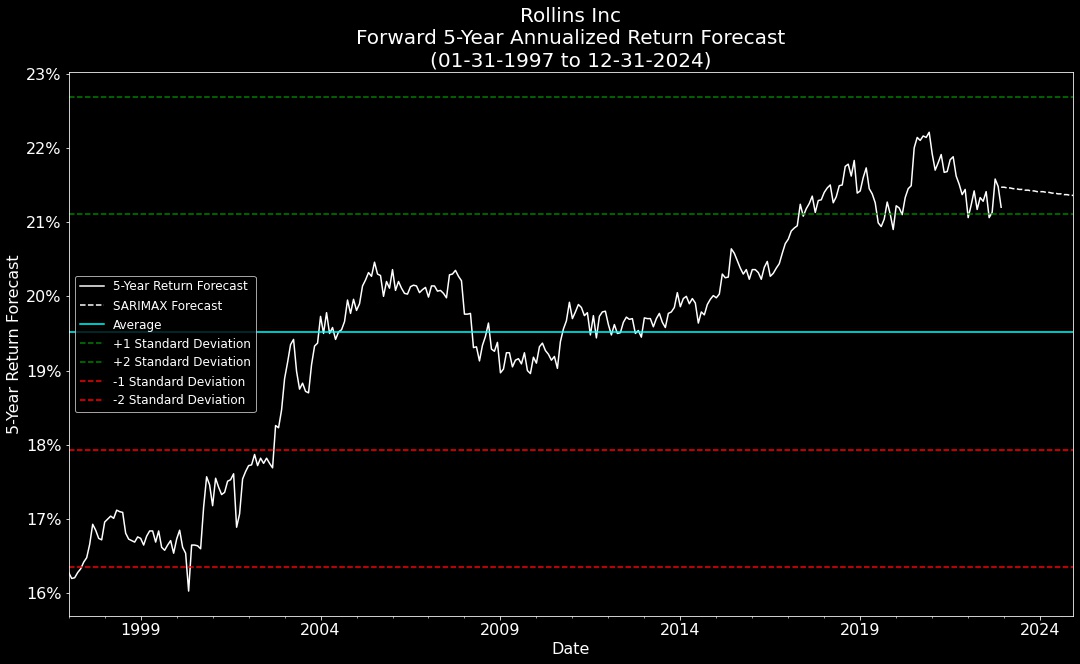 Rollins Inc
Forward 5-Year Annualized Return Forecast
(01-31-1997 to 12-31-2024)
23%
22%
21%
20%
19%
18%
17%
16%
5-Year Return Forecast
5-Year Return Forecast
SARIMAX Forecast
Average
+1 Standard Deviation
+2 Standard Deviation
-1 Standard Deviation
-2 Standard Deviation
1999
2004
2009
2014
2019
2024
Date